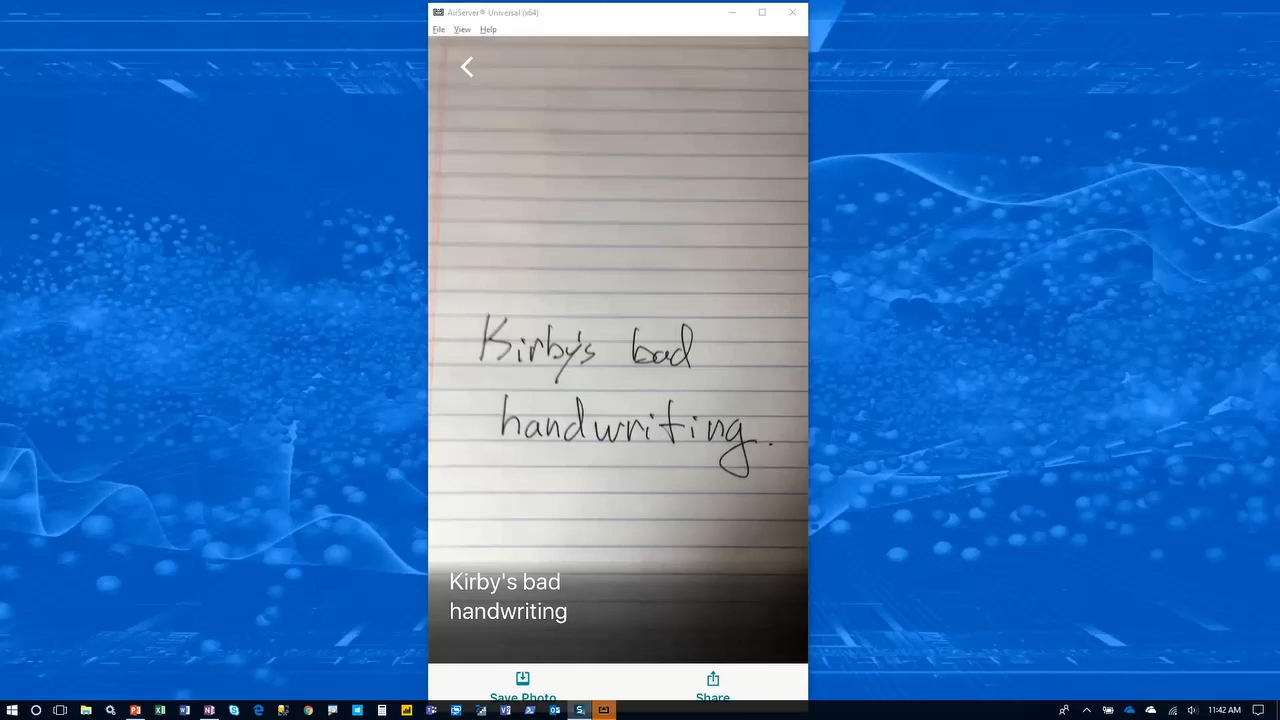 AirServer® Universal (x64)
File View Help
Kirby's bad
handwriting.
Kirby's bad
handwriting
Save Photo Share
11:42 AM